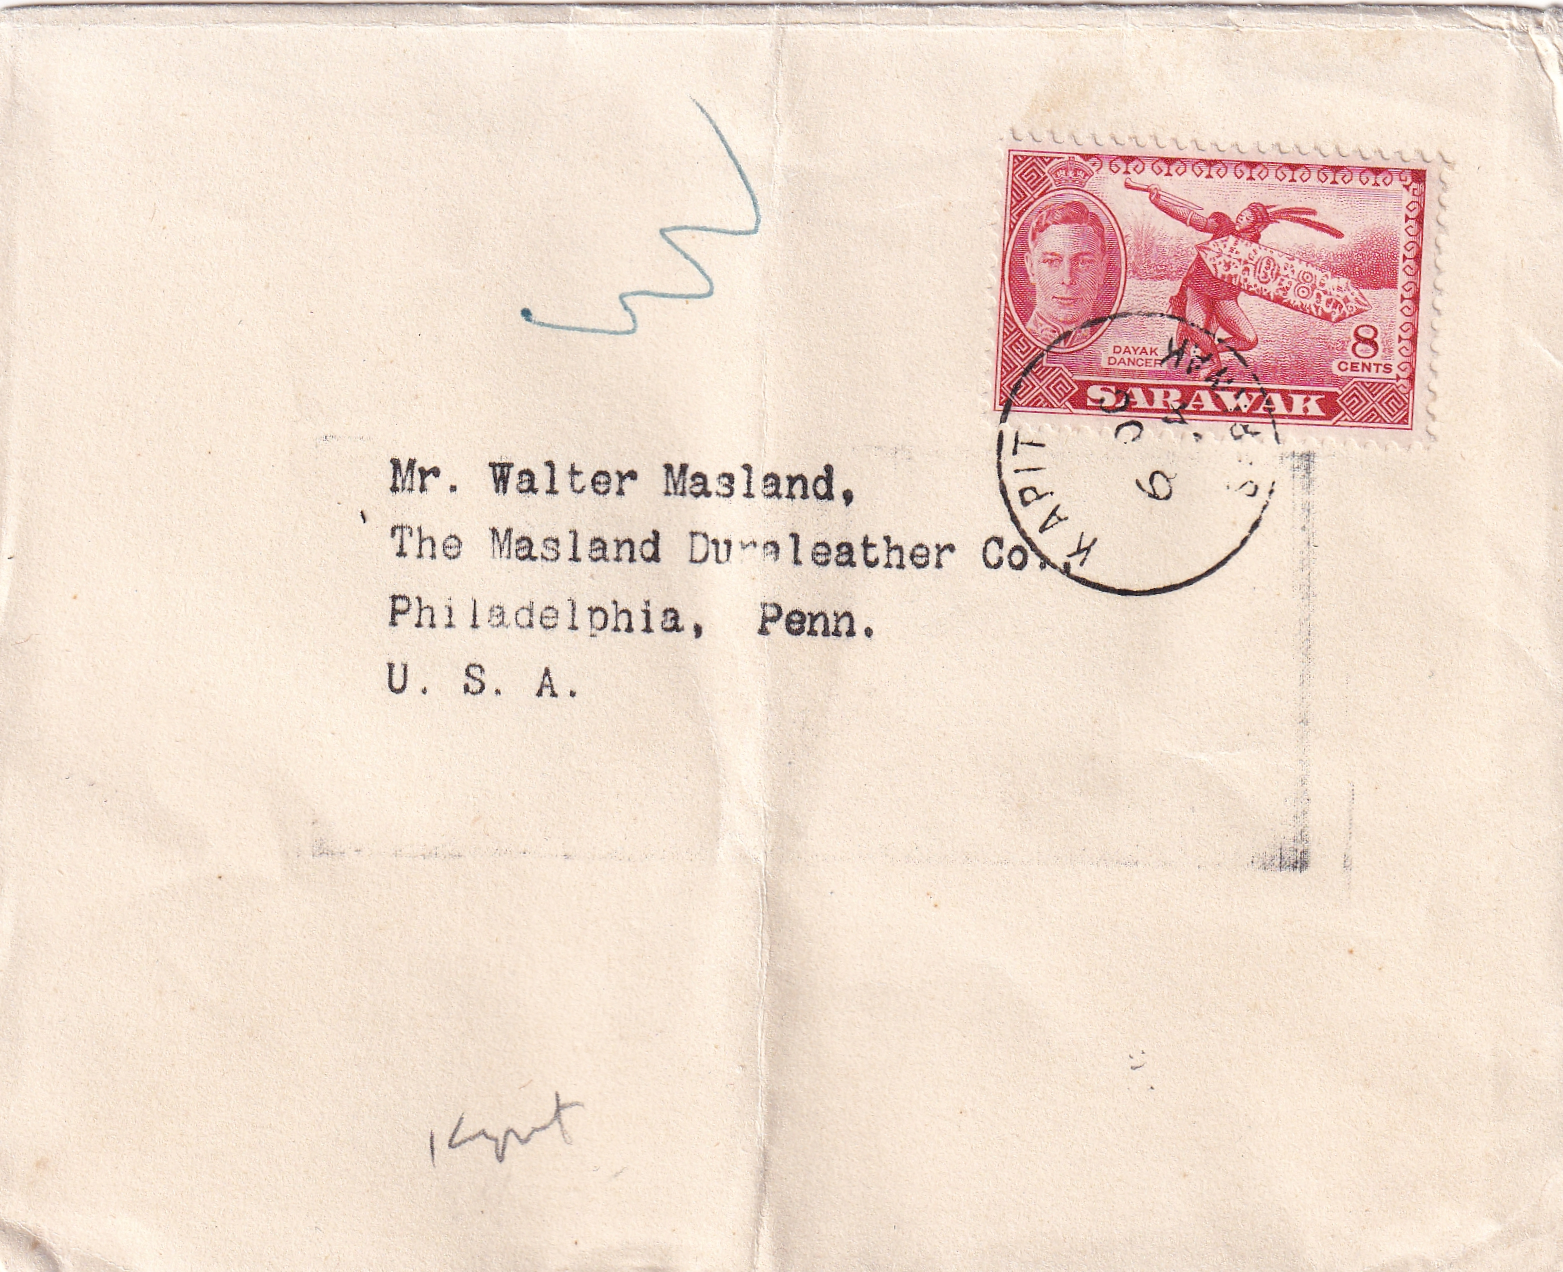 DAYAK
DANCER
8
CENTS
SARAWAK
KAPIT
SARAWAK
Mr. Walter Masland,
The Masland Duraleather Co.,
Philadelphia, Penn.
U. S. A.
Kapit